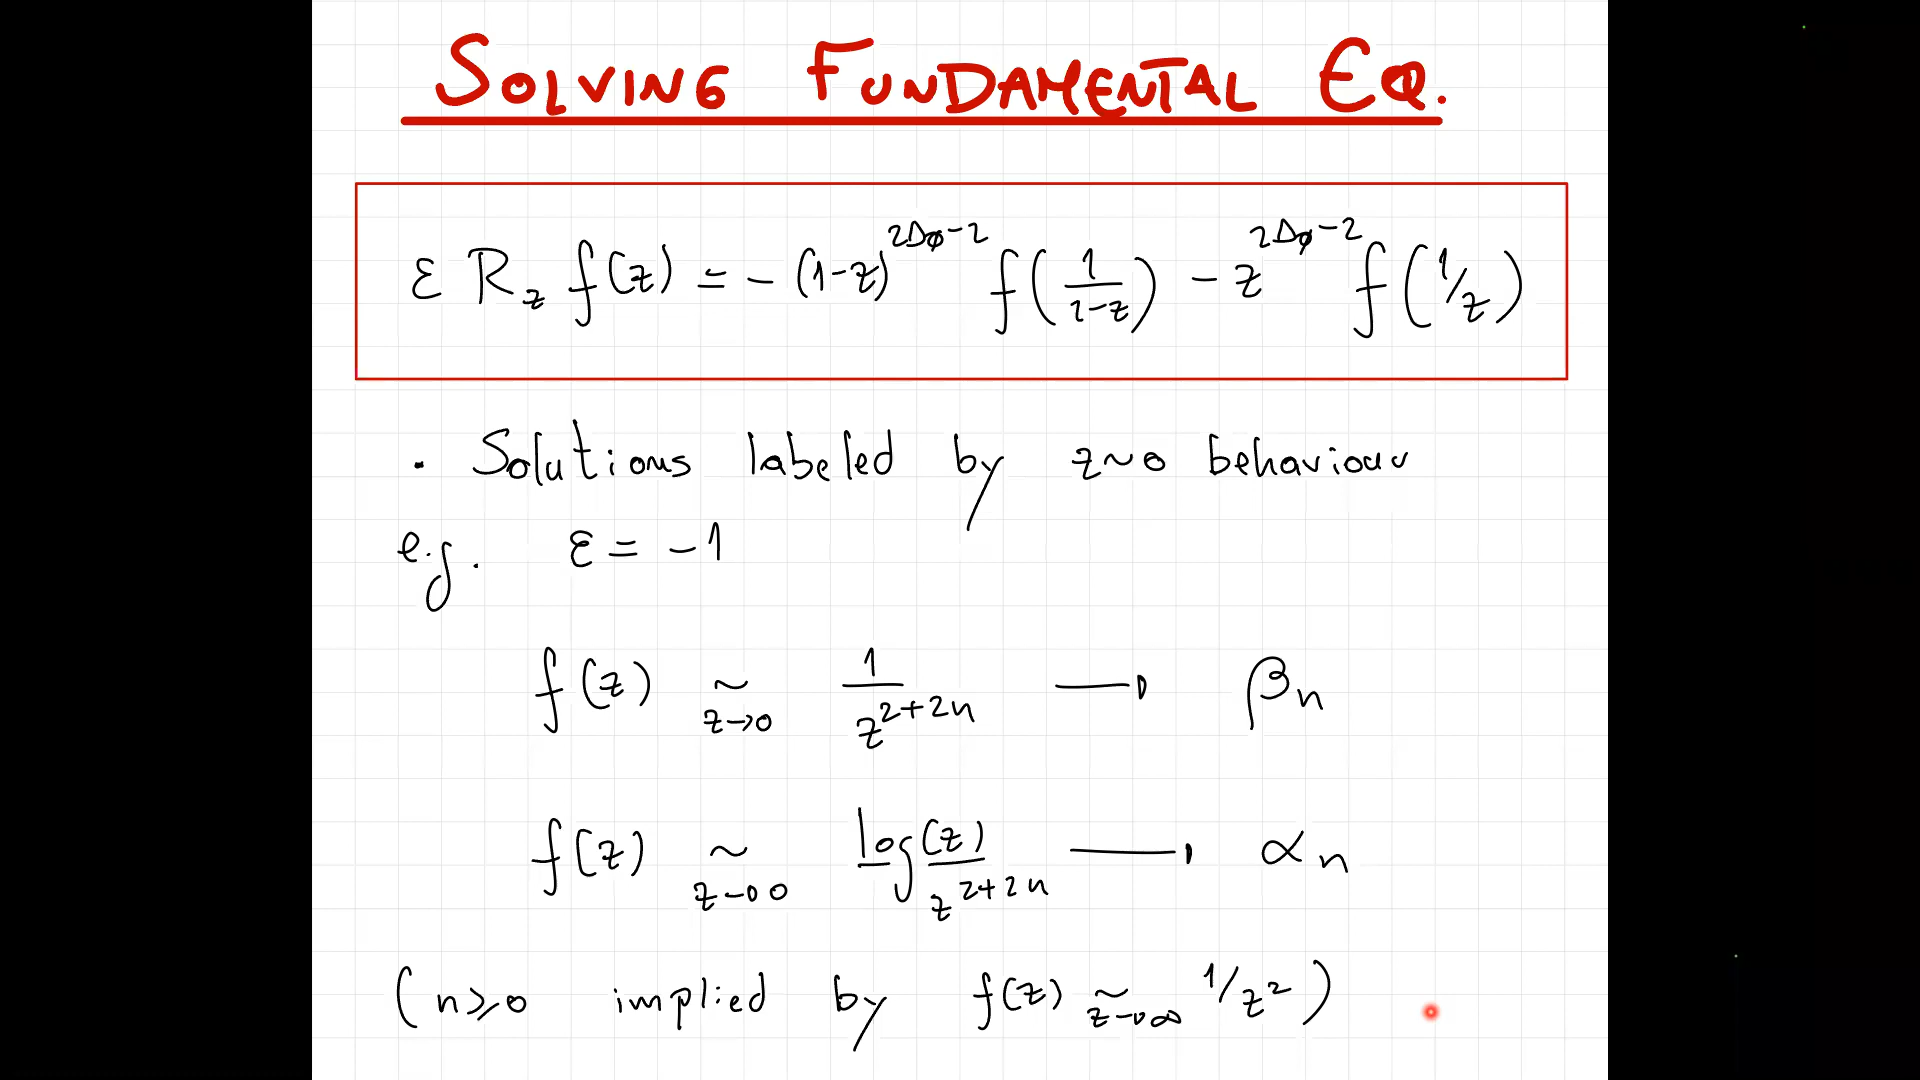 SOLVING FUNDAMENTAL EQ.
ε R_z f(z) = - (1-z)^{2Δφ-2} f(1/(1-z)) - z^{2Δφ-2} f(1/z)
· Solutions labeled by z~0 behaviour
e.g. ε = -1
f(z) ~_{z→0} 1/z^{2+2n} → β_n
f(z) ~_{z→0} log(z)/z^{2+2n} → α_n
(n≥0 implied by f(z) ~_{z→∞} 1/z²)